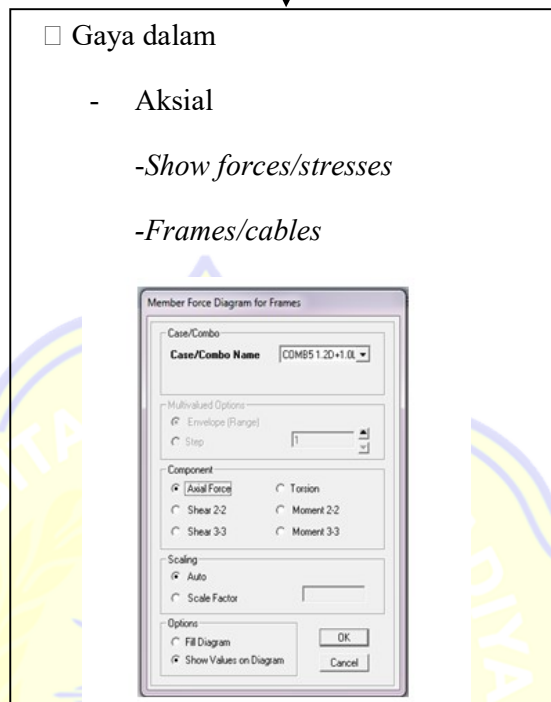 □ Gaya dalam
- Aksial
-Show forces/stresses
-Frames/cables
Member Force Diagram for Frames
Case/Combo
Case/Combo Name COMB5 1.2D+1.0L
Multivalued Options
Envelope (Range)
Step 1
Component
Axial Force Torsion
Shear 2-2 Moment 2-2
Shear 3-3 Moment 3-3
Scaling
Auto
Scale Factor
Options
Fill Diagram OK
Show Values on Diagram Cancel